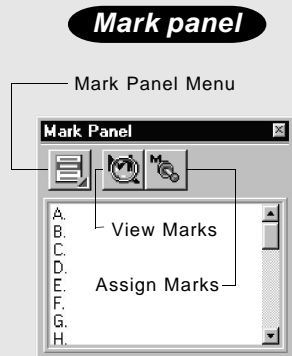 Mark panel
Mark Panel Menu
Mark Panel
A.
B.
View Marks
C.
D.
E.
Assign Marks
F.
G.
H.